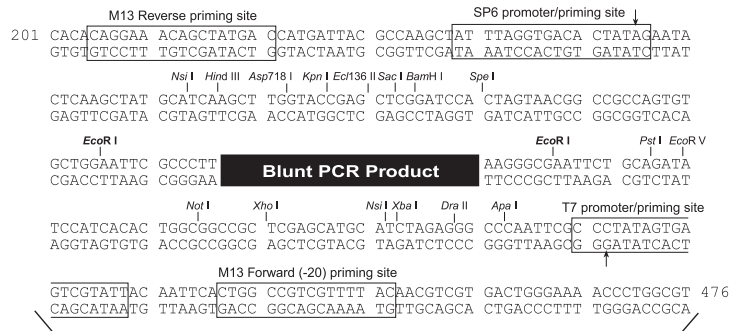 M13 Reverse priming site SP6 promoter/priming site
201 CACACAGGAA ACAGCTATGAC CATGATTAC GCCAAGCTAT TTAGGTGACA CTATAGAATA
GTGTGTCCTT TGTCGATACTG GTACTAATG CGGTTCGATA AATCCACTGT GATATCTTAT
Nsi I Hind III Asp718 I Kpn I Ecl136 II Sac I BamH I Spe I
CTCAAGCTAT GCATCAAGCT TGGTACCGAG CTCGGATCCA CTAGTAACGG CCGCCAGTGT
GAGTTCGATA CGTAGTTCGA ACCATGGCTC GAGCCTAGGT GATCATTGCC GGCGGTCACA
EcoR I EcoR I Pst I EcoR V
GCTGGAATTC GCCCTT Blunt PCR Product AAGGGCGAATTCT GCAGATA
CGACCTTAAG CGGGAA TTCCCGCTTAAGA CGTCTAT
Not I Xho I Nsi I Xba I Dra II Apa I T7 promoter/priming site
TCCATCACAC TGGCGGCCGC TCGAGCATGC ATCTAGAGGG CCCAATTCGC CCTATAGTGA
AGGTAGTGTG ACCGCCGGCG AGCTCGTACG TAGATCTCCC GGGTTAAGCG GGATATCACT
M13 Forward (-20) priming site
GTCGTATTAC AATTCACTGG CCGTCGTTTT ACAACGTCGT GACTGGGAAA ACCCTGGCGT 476
CAGCATAATG TTAAGTGACC GGCAGCAAAA TGTTGCAGCA CTGACCCTTT TGGGACCGCA